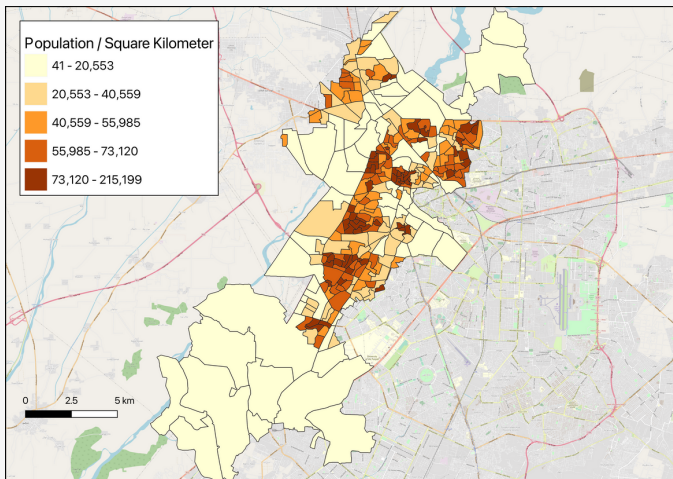 Population / Square Kilometer
41 - 20,553
20,553 - 40,559
40,559 - 55,985
55,985 - 73,120
73,120 - 215,199
0 2.5 5 km